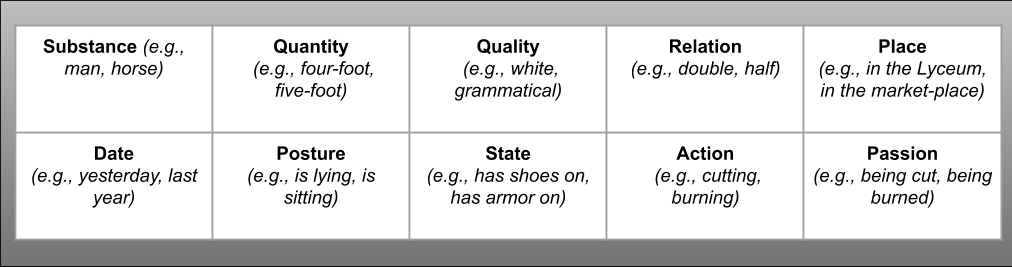 Substance (e.g.,
man, horse)
Quantity
(e.g., four-foot,
five-foot)
Quality
(e.g., white,
grammatical)
Relation
(e.g., double, half)
Place
(e.g., in the Lyceum,
in the market-place)
Date
(e.g., yesterday, last
year)
Posture
(e.g., is lying, is
sitting)
State
(e.g., has shoes on,
has armor on)
Action
(e.g., cutting,
burning)
Passion
(e.g., being cut, being
burned)